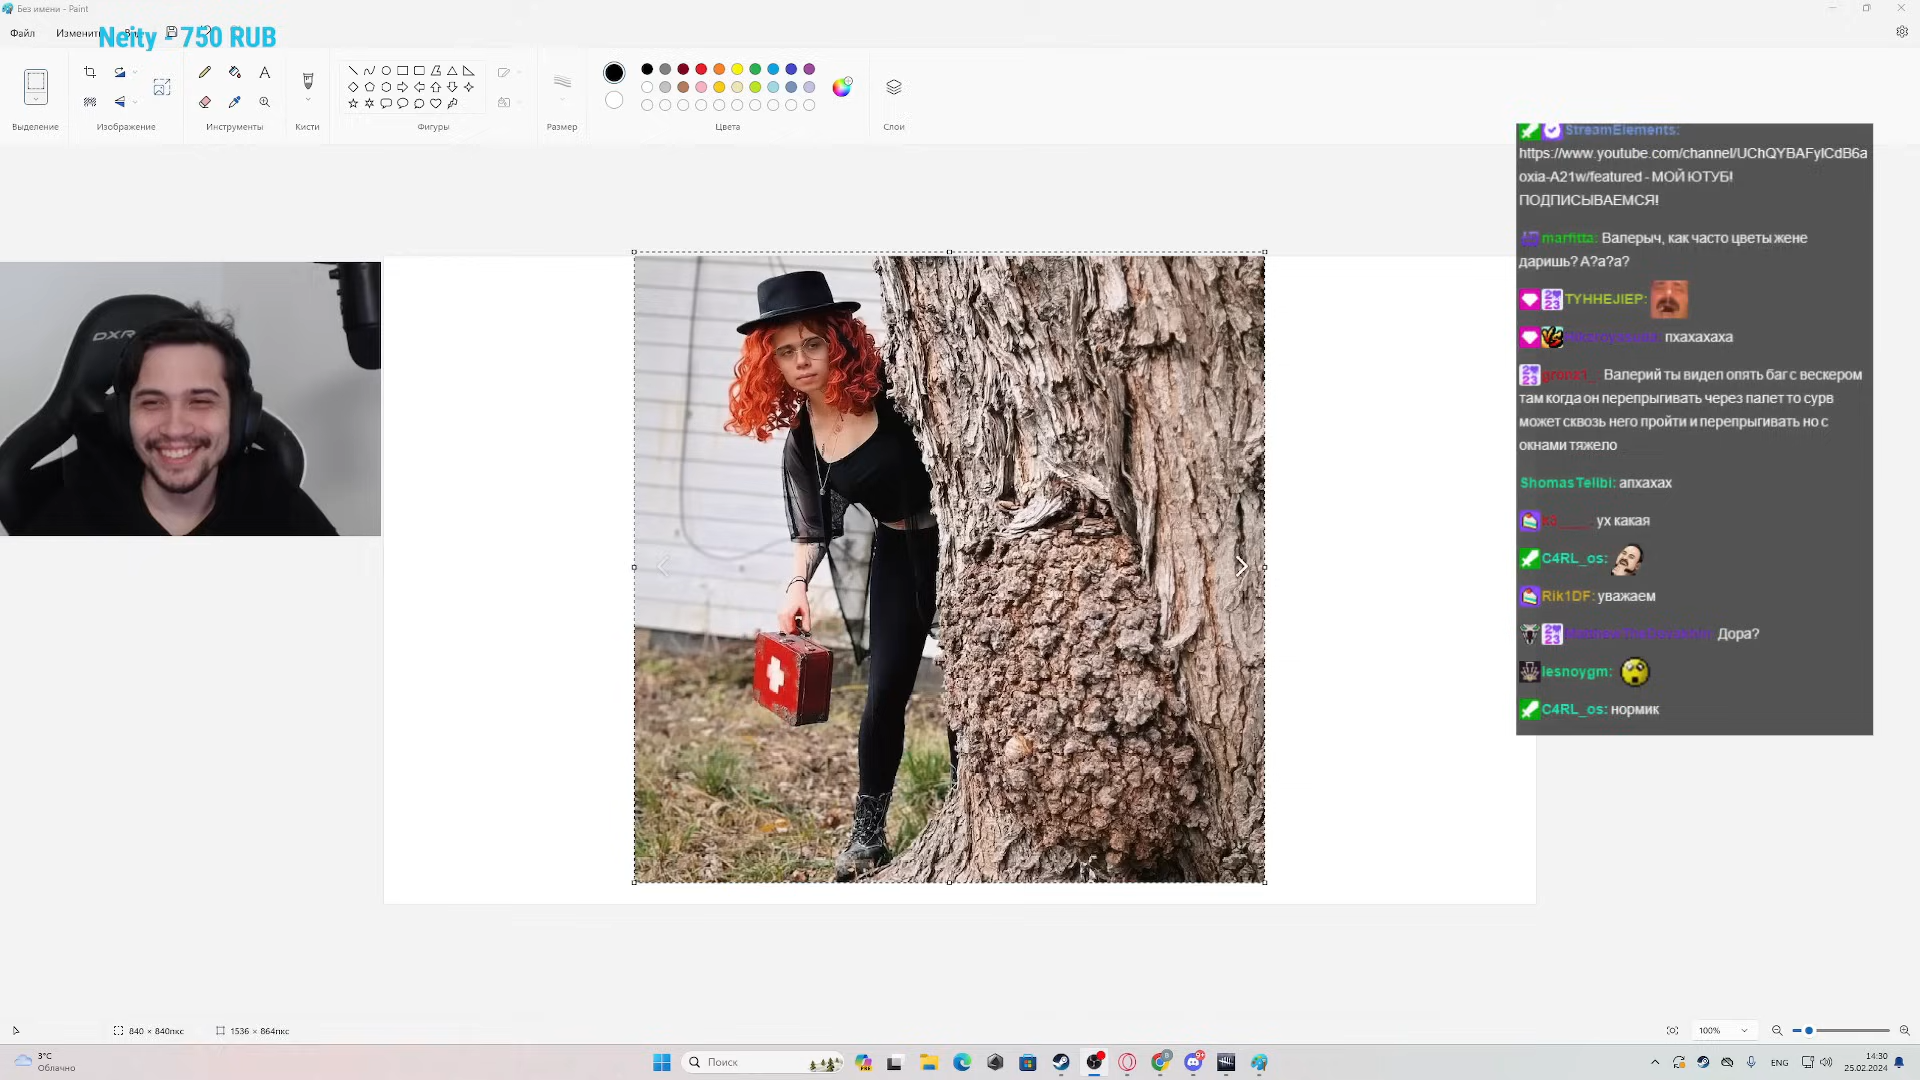 Без имени - Paint
Файл
Изменить
Neity - 750 RUB
Выделение
Изображение
Инструменты
Кисти
Фигуры
Размер
Цвета
Слои
DXR
StreamElements:
https://www.youtube.com/channel/UChQYBAFyICdB6a
oxia-A21w/featured - МОЙ ЮТУБ!
ПОДПИСЫВАЕМСЯ!
marfitta: Валерыч, как часто цветы жене
даришь? А?а?а?
TYHHEJIEP:
пхахахаха
Валерий ты видел опять баг с вескером
там когда он перепрыгивать через палет то сурв
может сквозь него пройти и перепрыгивать но с
окнами тяжело
ShomasTelibi: апхахах
ух какая
C4RL_os:
Rik1DF: уважаем
Дора?
lesnoygm:
C4RL_os: нормик
840 × 840пкс
1536 × 864пкс
100%
3°C
Облачно
Поиск
ENG
14:30
25.02.2024